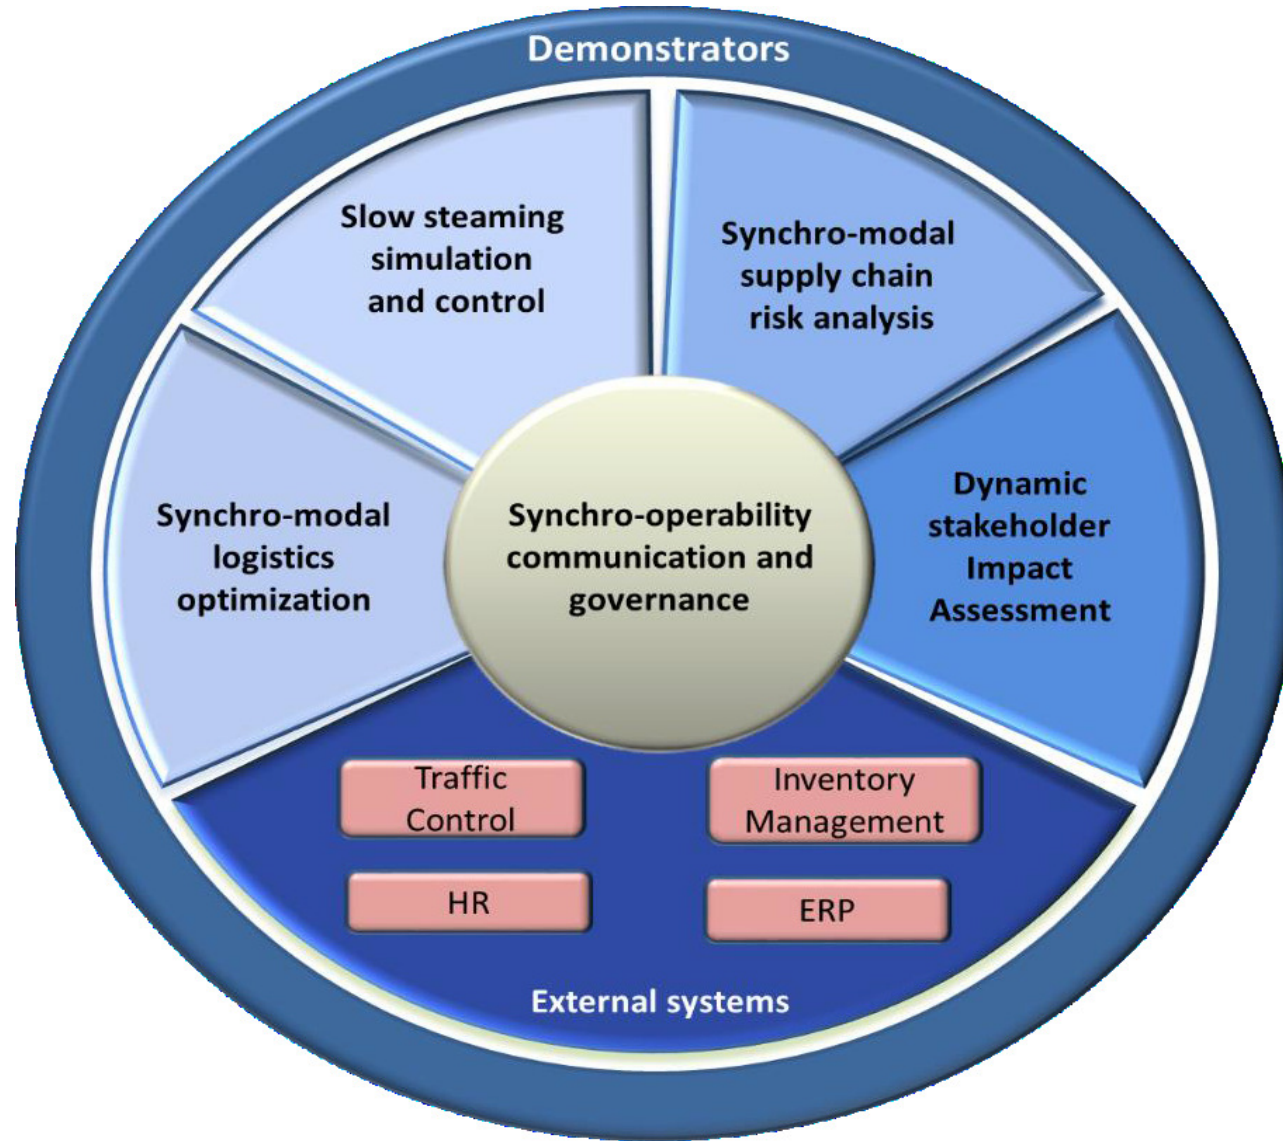 Demonstrators
Slow steaming
simulation
and control
Synchro-modal
supply chain
risk analysis
Synchro-modal
logistics
optimization
Synchro-operability
communication and
governance
Dynamic
stakeholder
Impact
Assessment
Traffic
Control
Inventory
Management
HR
ERP
External systems